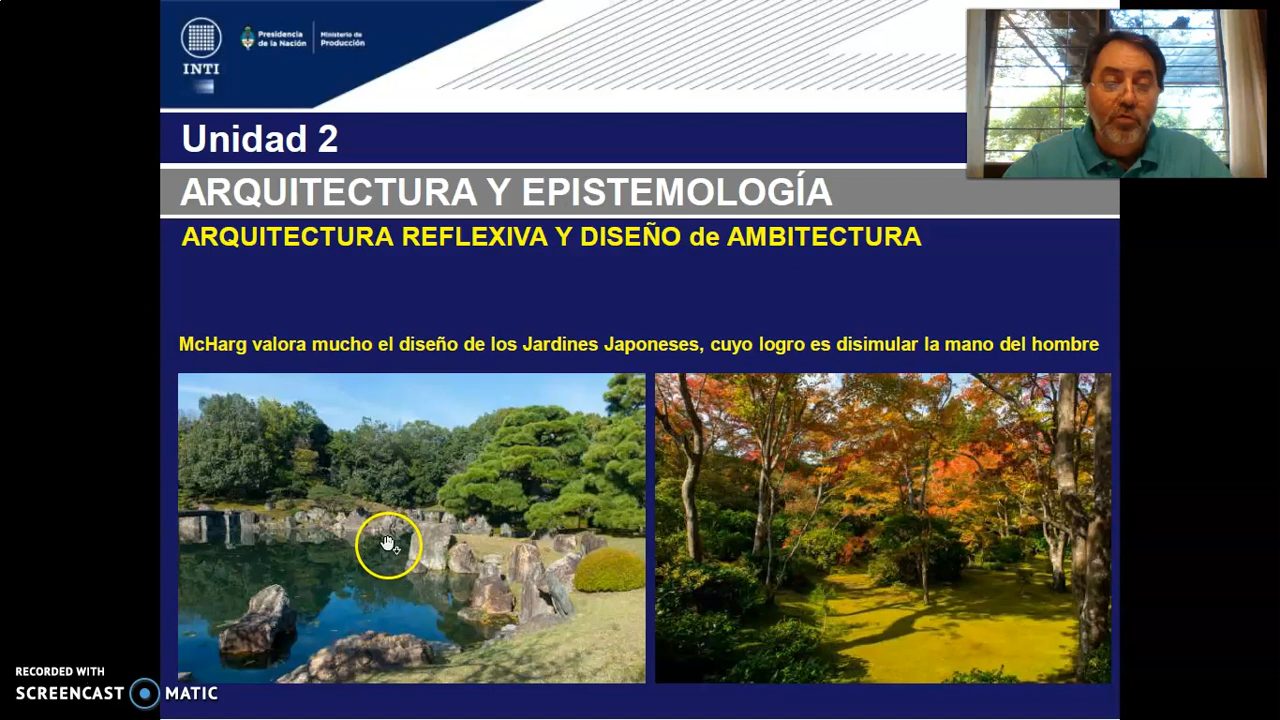 INTI
Presidencia
de la Nación
Ministerio de
Producción
Unidad 2
ARQUITECTURA Y EPISTEMOLOGÍA
ARQUITECTURA REFLEXIVA Y DISEÑO de AMBITECTURA
McHarg valora mucho el diseño de los Jardines Japoneses, cuyo logro es disimular la mano del hombre
RECORDED WITH
SCREENCAST MATIC